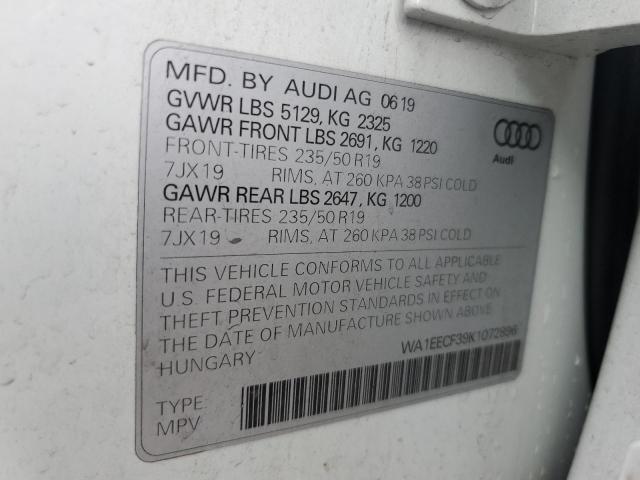 MFD. BY AUDI AG 0619
GVWR LBS 5129, KG 2325
GAWR FRONT LBS 2691, KG 1220
FRONT-TIRES 235/50 R19
7JX19 RIMS, AT 260 KPA 38 PSI COLD
GAWR REAR LBS 2647, KG 1200
REAR-TIRES 235/50 R19
7JX19 RIMS, AT 260 KPA 38 PSI COLD
Audi
THIS VEHICLE CONFORMS TO ALL APPLICABLE
U.S. FEDERAL MOTOR VEHICLE SAFETY AND
THEFT PREVENTION STANDARDS IN EFFECT ON
THE DATE OF MANUFACTURE SHOWN ABOVE
HUNGARY
WA1EECF39K1072896
TYPE
MPV